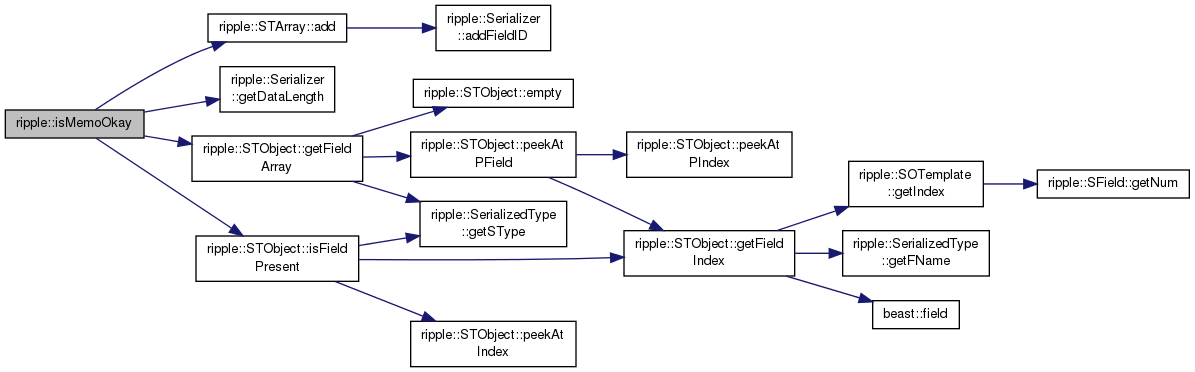 ripple::isMemoOkay
ripple::STArray::add
ripple::Serializer
::addFieldID
ripple::Serializer
::getDataLength
ripple::STObject::getField
Array
ripple::STObject::isField
Present
ripple::STObject::empty
ripple::STObject::peekAt
PField
ripple::SerializedType
::getSType
ripple::STObject::peekAt
Index
ripple::STObject::peekAt
PIndex
ripple::STObject::getField
Index
ripple::SOTemplate
::getIndex
ripple::SerializedType
::getFName
beast::field
ripple::SField::getNum